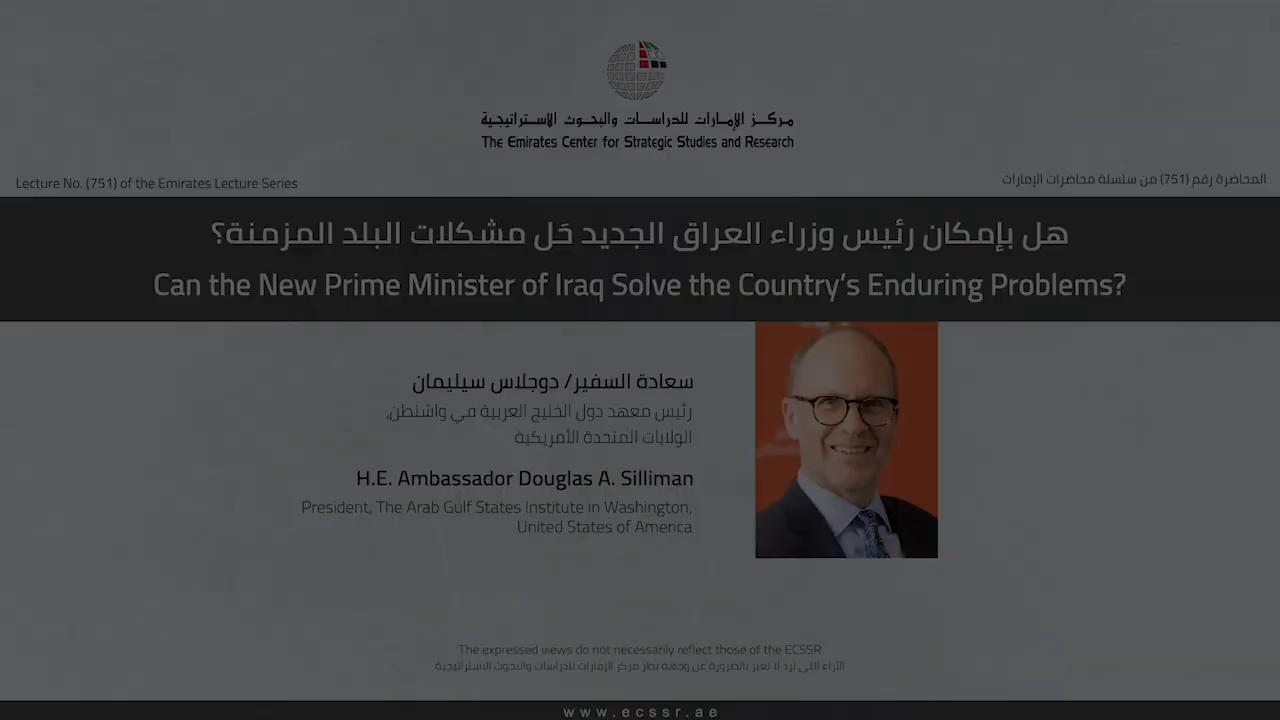 مركز الإمارات للدراسات والبحوث الاستراتيجية
The Emirates Center for Strategic Studies and Research
Lecture No. (751) of the Emirates Lecture Series
المحاضرة رقم (751) من سلسلة محاضرات الإمارات
هل بإمكان رئيس وزراء العراق الجديد حَل مشكلات البلد المزمنة؟
Can the New Prime Minister of Iraq Solve the Country’s Enduring Problems?
سعادة السفير/ دوجلاس سيليمان
رئيس معهد دول الخليج العربية في واشنطن،
الولايات المتحدة الأمريكية
H.E. Ambassador Douglas A. Silliman
President, The Arab Gulf States Institute in Washington,
United States of America
The expressed views do not necessarily reflect those of the ECSSR
الآراء التي ترد لا تعبر بالضرورة عن وجهة نظر مركز الإمارات للدراسات والبحوث الاستراتيجية
www.ecssr.ae